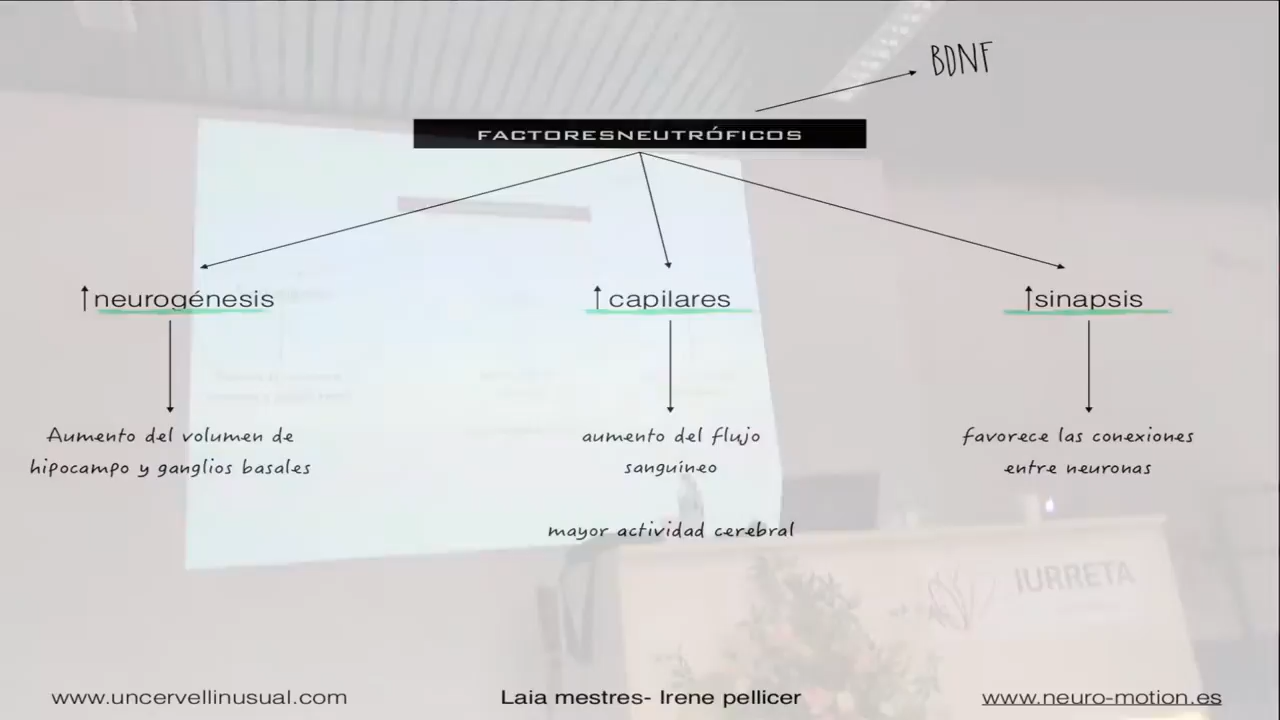 BDNF
FACTORESNEUTRÓFICOS
↑neurogénesis
↑capilares
↑sinapsis
Aumento del volumen de
hipocampo y ganglios basales
aumento del flujo
sanguíneo
mayor actividad cerebral
favorece las conexiones
entre neuronas
IURRETA
www.uncervellinusual.com
Laia mestres- Irene pellicer
www.neuro-motion.es